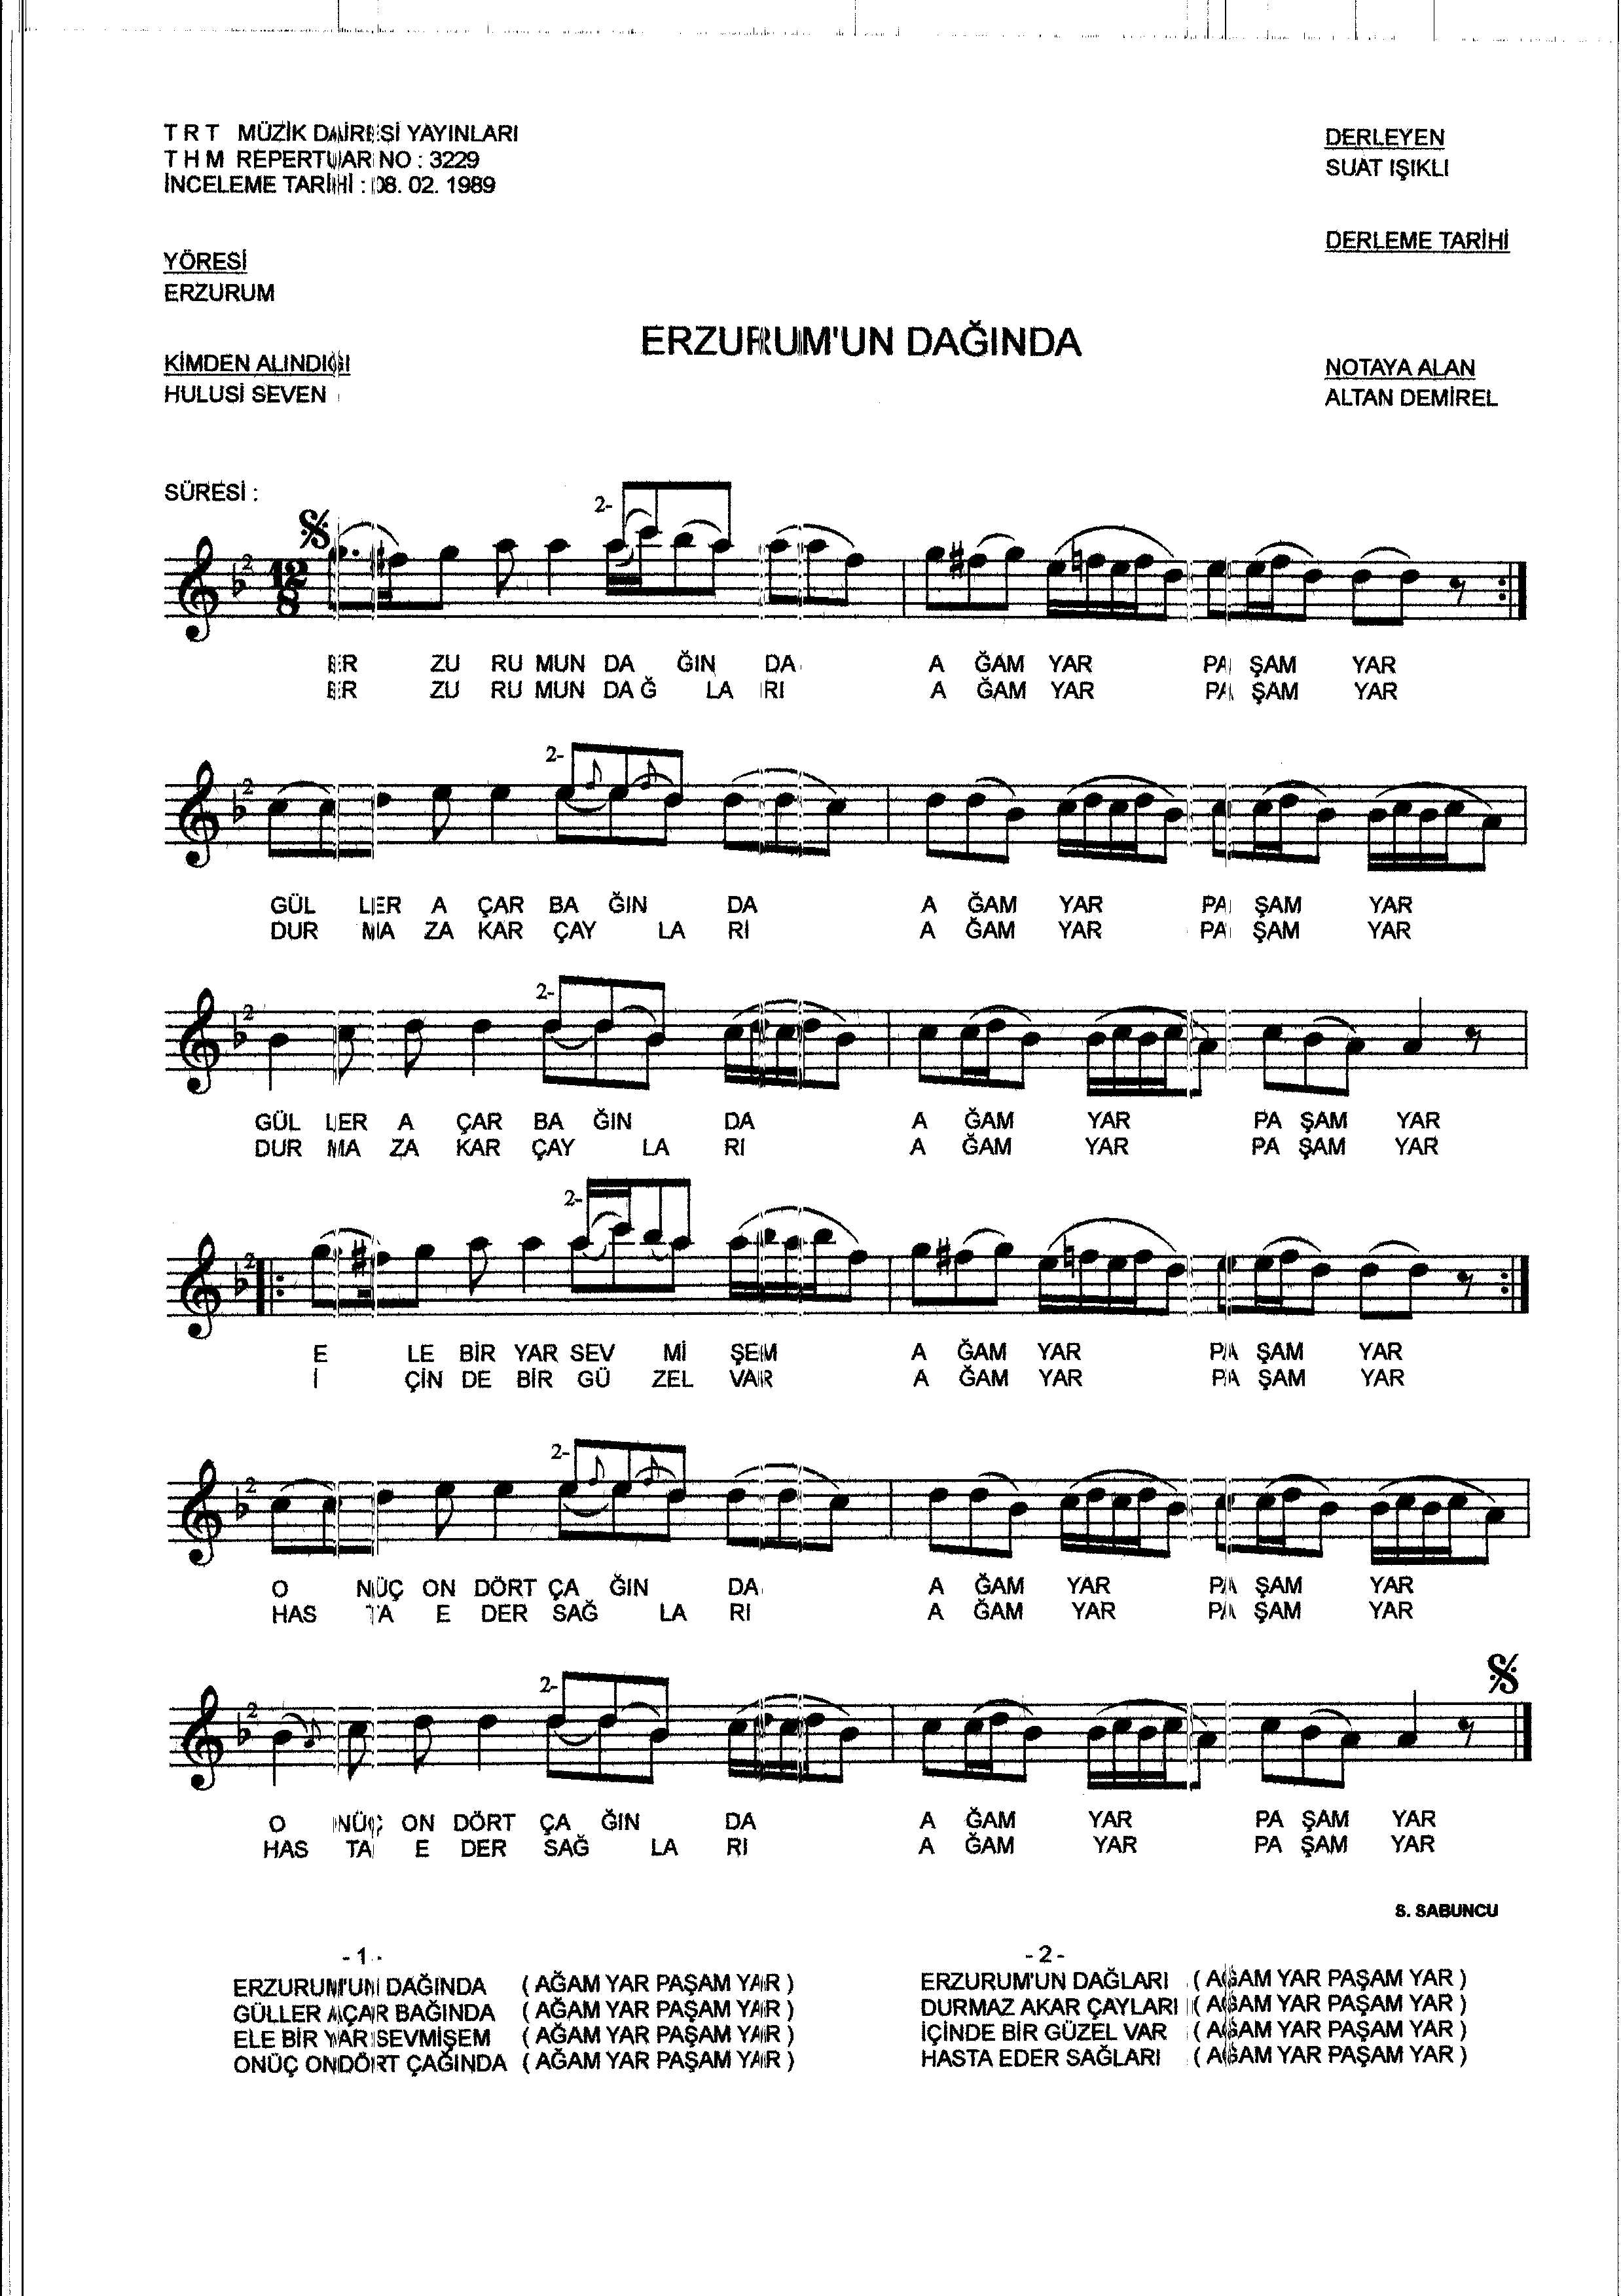 T R T MÜZİK DAİRESİ YAYINLARI
T H M REPERTUAR NO : 3229
İNCELEME TARİHİ : 08. 02. 1989
DERLEYEN
SUAT IŞIKLI
DERLEME TARİHİ
YÖRESİ
ERZURUM
ERZURUM'UN DAĞINDA
KİMDEN ALINDIĞI
HULUSİ SEVEN
NOTAYA ALAN
ALTAN DEMİREL
SÜRESİ :
2-
2
12
8
ER ZU RU MUN DA ĞIN DA A ĞAM YAR PA ŞAM YAR
ER ZU RU MUN DA Ğ LA RI A ĞAM YAR PA ŞAM YAR
2-
2
GÜL LER A ÇAR BA ĞIN DA A ĞAM YAR PA ŞAM YAR
DUR MA ZA KAR ÇAY LA RI A ĞAM YAR PA ŞAM YAR
2-
2
GÜL LER A ÇAR BA ĞIN DA A ĞAM YAR PA ŞAM YAR
DUR MA ZA KAR ÇAY LA RI A ĞAM YAR PA ŞAM YAR
2-
2
E LE BİR YAR SEV Mİ ŞEM A ĞAM YAR PA ŞAM YAR
İ ÇİN DE BİR GÜ ZEL VAR A ĞAM YAR PA ŞAM YAR
2-
2
O NÜÇ ON DÖRT ÇA ĞIN DA A ĞAM YAR PA ŞAM YAR
HAS TA E DER SAĞ LA RI A ĞAM YAR PA ŞAM YAR
2-
2
O NÜÇ ON DÖRT ÇA ĞIN DA A ĞAM YAR PA ŞAM YAR
HAS TA E DER SAĞ LA RI A ĞAM YAR PA ŞAM YAR
S. SABUNCU
- 1 -
ERZURUM'UN DAĞINDA ( AĞAM YAR PAŞAM YAR )
GÜLLER AÇAR BAĞINDA ( AĞAM YAR PAŞAM YAR )
ELE BİR YAR SEVMİŞEM ( AĞAM YAR PAŞAM YAR )
ONÜÇ ONDÖRT ÇAĞINDA ( AĞAM YAR PAŞAM YAR )
- 2 -
ERZURUM'UN DAĞLARI ( AĞAM YAR PAŞAM YAR )
DURMAZ AKAR ÇAYLARI ( AĞAM YAR PAŞAM YAR )
İÇİNDE BİR GÜZEL VAR ( AĞAM YAR PAŞAM YAR )
HASTA EDER SAĞLARI ( AĞAM YAR PAŞAM YAR )